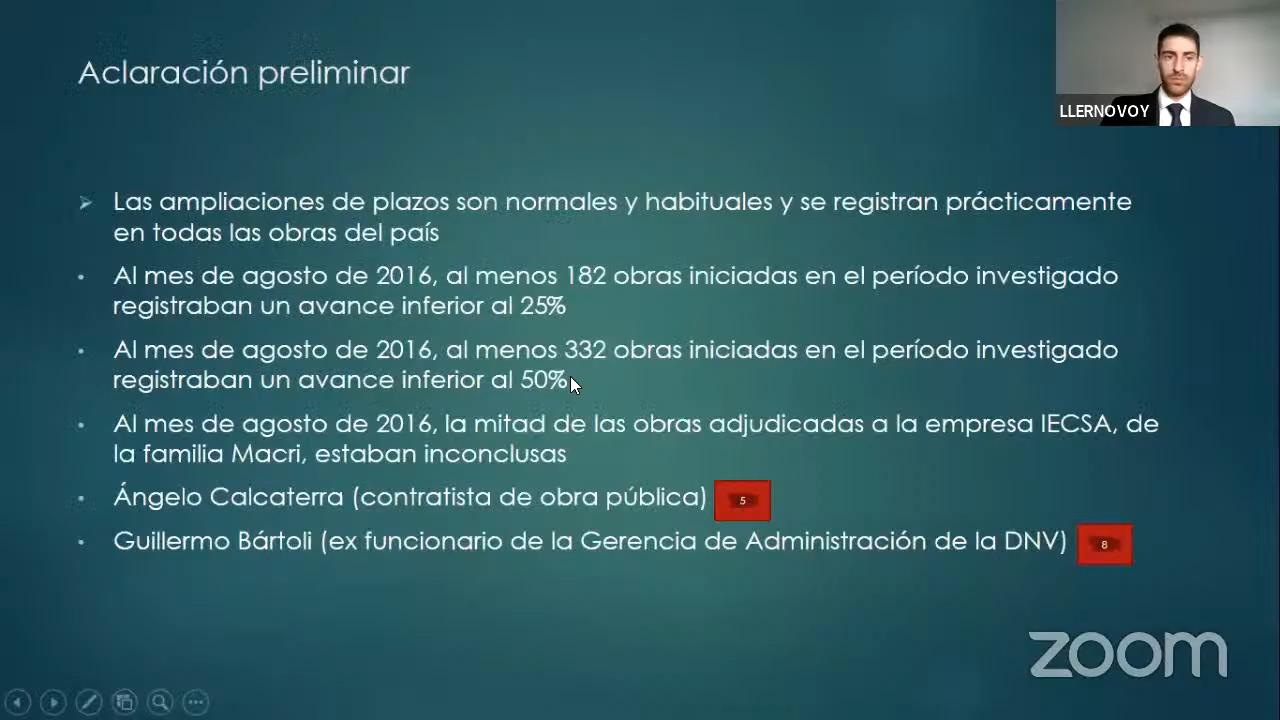 Aclaración preliminar
LLERNOVOY
Las ampliaciones de plazos son normales y habituales y se registran prácticamente
en todas las obras del país
Al mes de agosto de 2016, al menos 182 obras iniciadas en el período investigado
registraban un avance inferior al 25%
Al mes de agosto de 2016, al menos 332 obras iniciadas en el período investigado
registraban un avance inferior al 50%
Al mes de agosto de 2016, la mitad de las obras adjudicadas a la empresa IECSA, de
la familia Macri, estaban inconclusas
Ángelo Calcaterra (contratista de obra pública) 5
Guillermo Bártoli (ex funcionario de la Gerencia de Administración de la DNV) 8
zoom